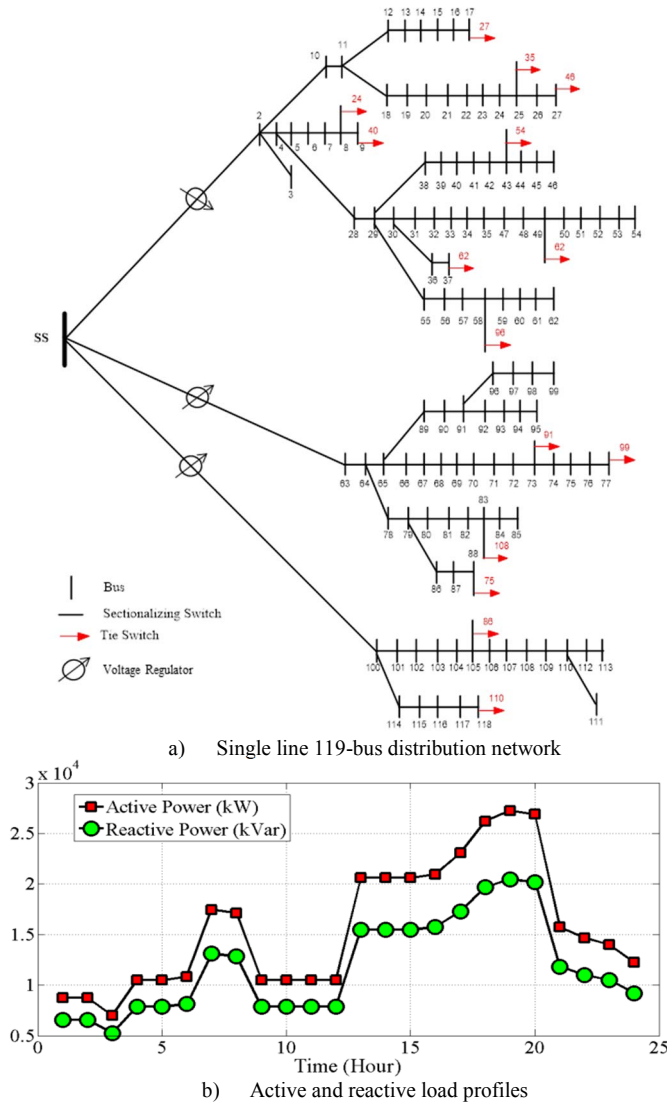 12 13 14 15 16 17
27
10 11
35
46
18 19 20 21 22 23 24 25 26 27
24
2
40
4 5 6 7 8 9
54
3
38 39 40 41 42 43 44 45 46
28 29 30 31 32 33 34 35 47 48 49 50 51 52 53 54
62
62
36 37
55 56 57 58 59 60 61 62
96
SS
96 97 98 99
89 90 91 92 93 94 95
91
99
63 64 65 66 67 68 69 70 71 72 73 74 75 76 77
83
78 79 80 81 82 84 85
88
108
86 87
75
Bus
Sectionalizing Switch
Tie Switch
Voltage Regulator
86
100 101 102 103 104 105 106 107 108 109 110 112 113
110
114 115 116 117 118
111
a) Single line 119-bus distribution network
3 x 10^4
Active Power (kW)
Reactive Power (kVar)
2.5
2
1.5
1
0.5
0 5 10 15 20 25
Time (Hour)
b) Active and reactive load profiles